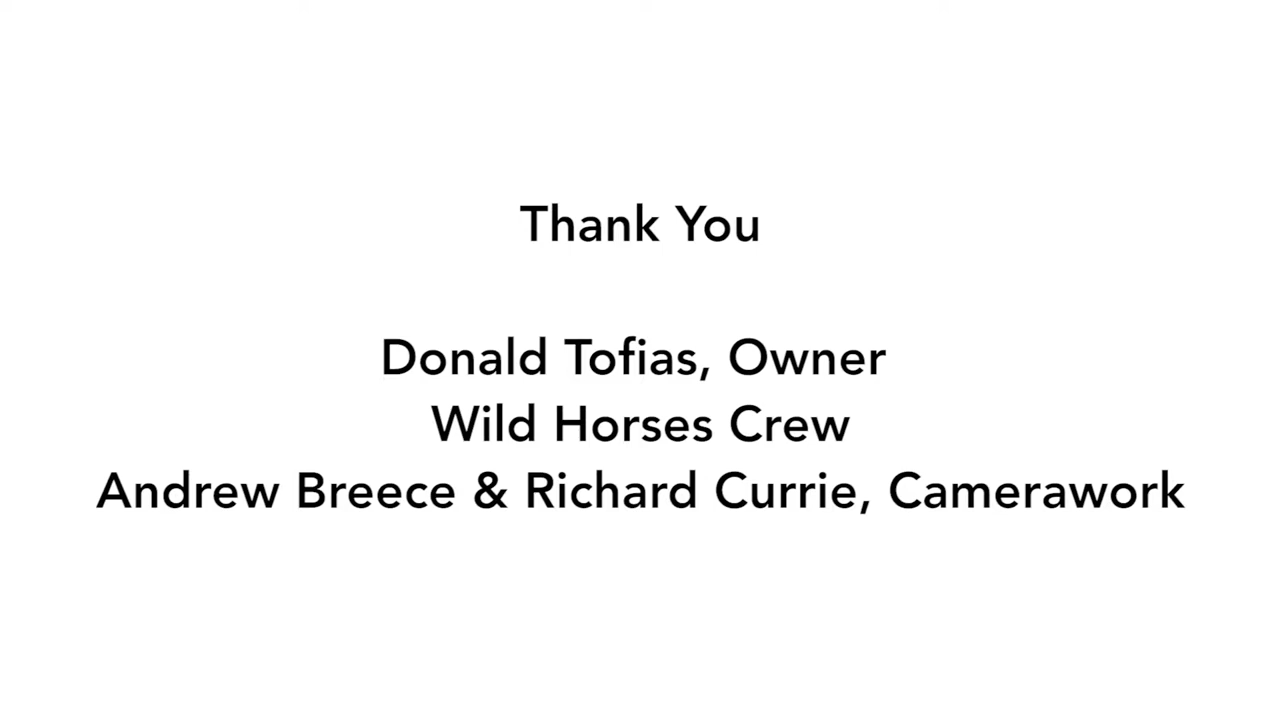 Thank You
Donald Tofias, Owner
Wild Horses Crew
Andrew Breece & Richard Currie, Camerawork